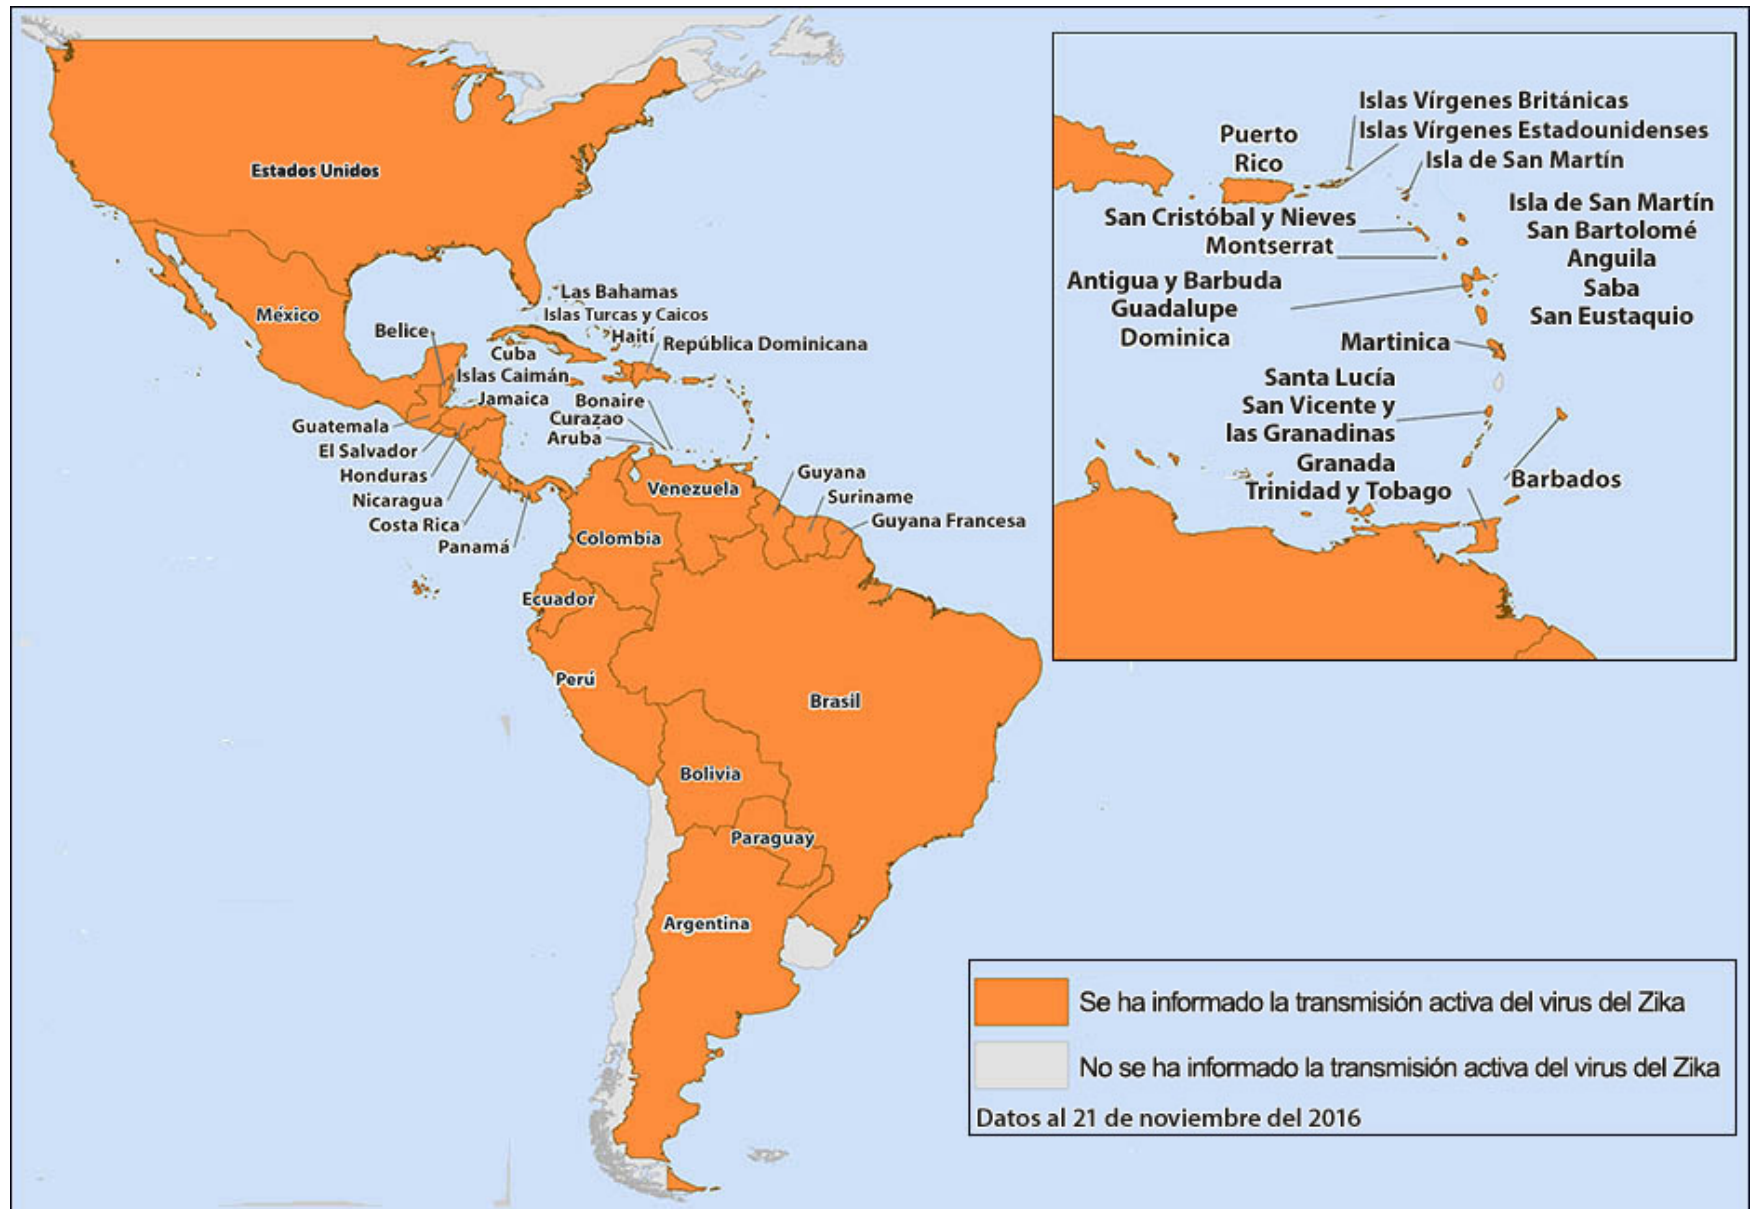 Estados Unidos
México
Las Bahamas
Islas Turcas y Caicos
Belice
Cuba
Haití
República Dominicana
Islas Caimán
Jamaica
Bonaire
Curazao
Aruba
Guatemala
El Salvador
Honduras
Nicaragua
Costa Rica
Panamá
Venezuela
Guyana
Suriname
Guyana Francesa
Colombia
Ecuador
Perú
Brasil
Bolivia
Paraguay
Argentina
Islas Vírgenes Británicas
Islas Vírgenes Estadounidenses
Puerto
Rico
Isla de San Martín
San Cristóbal y Nieves
Montserrat
Isla de San Martín
San Bartolomé
Anguila
Saba
San Eustaquio
Antigua y Barbuda
Guadalupe
Dominica
Martinica
Santa Lucía
San Vicente y
las Granadinas
Granada
Trinidad y Tobago
Barbados
Se ha informado la transmisión activa del virus del Zika
No se ha informado la transmisión activa del virus del Zika
Datos al 21 de noviembre del 2016